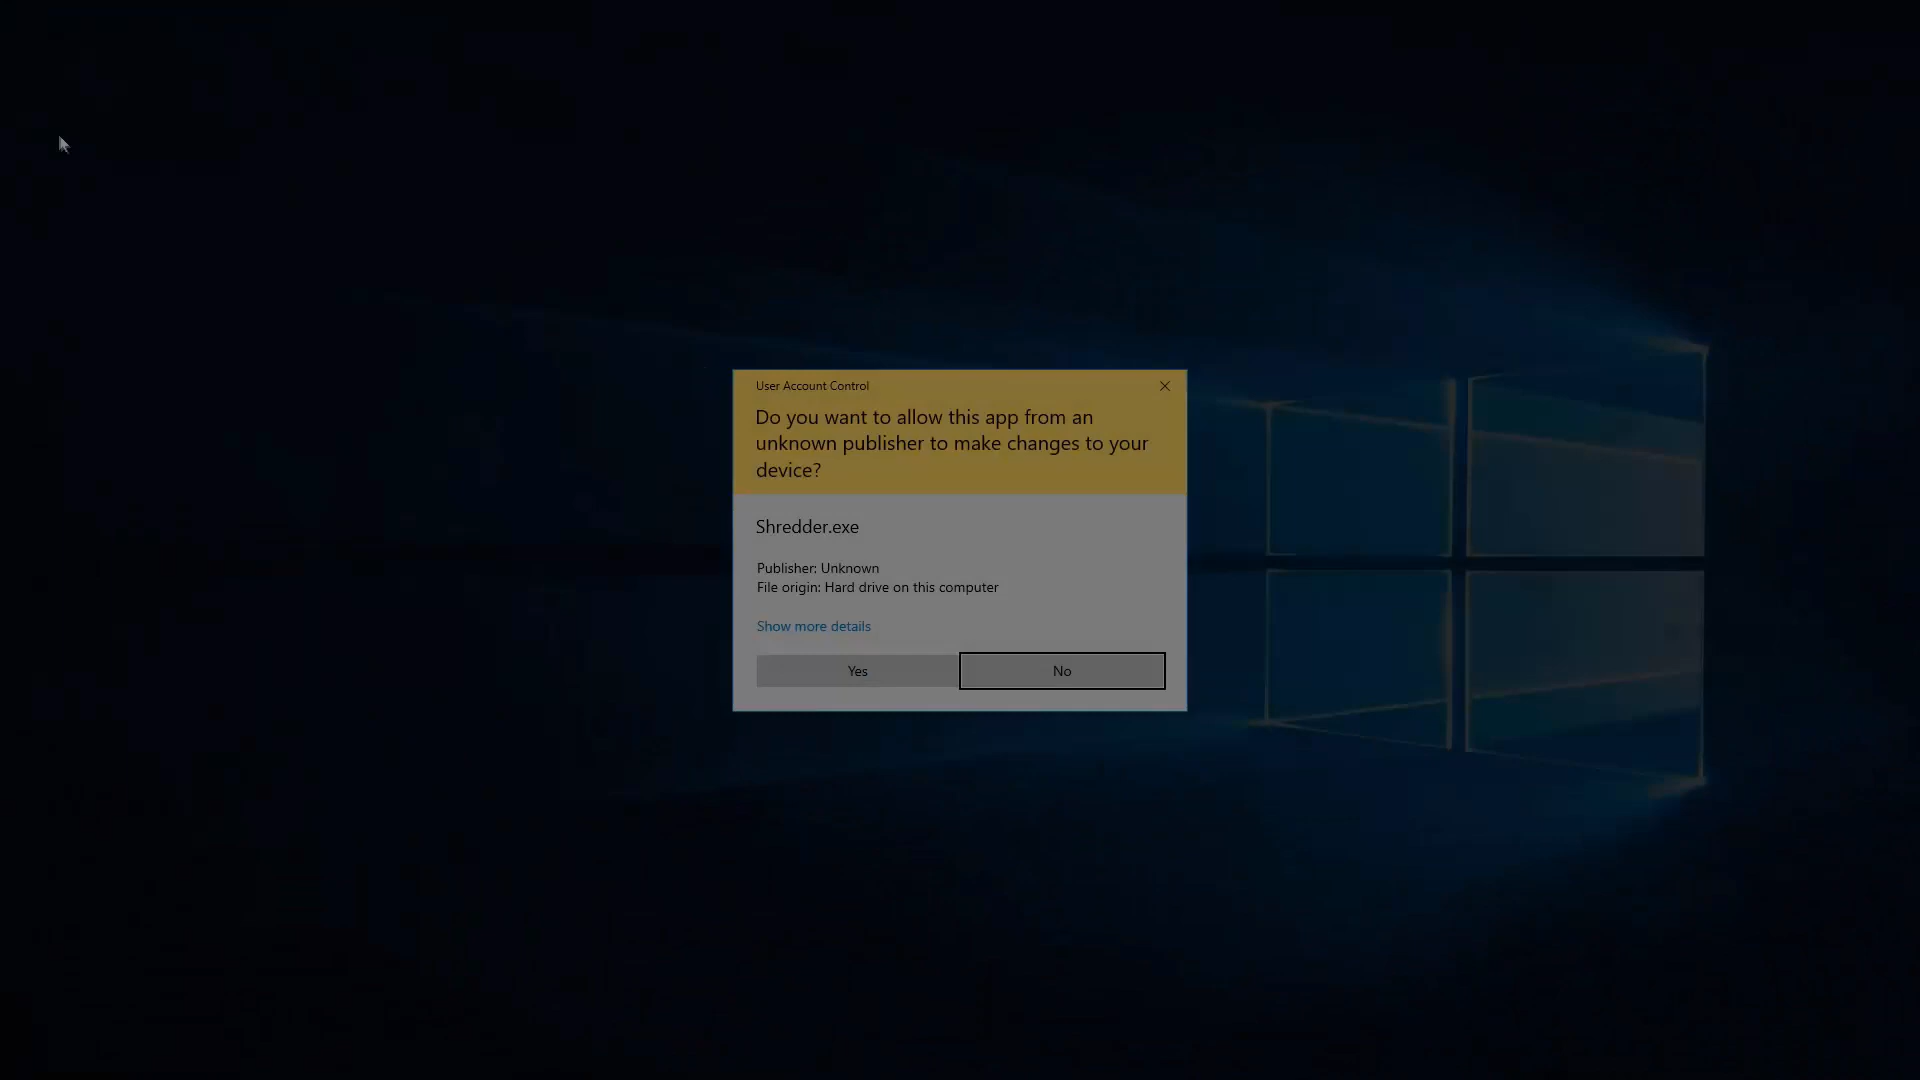 User Account Control
Do you want to allow this app from an
unknown publisher to make changes to your
device?
Shredder.exe
Publisher: Unknown
File origin: Hard drive on this computer
Show more details
Yes
No